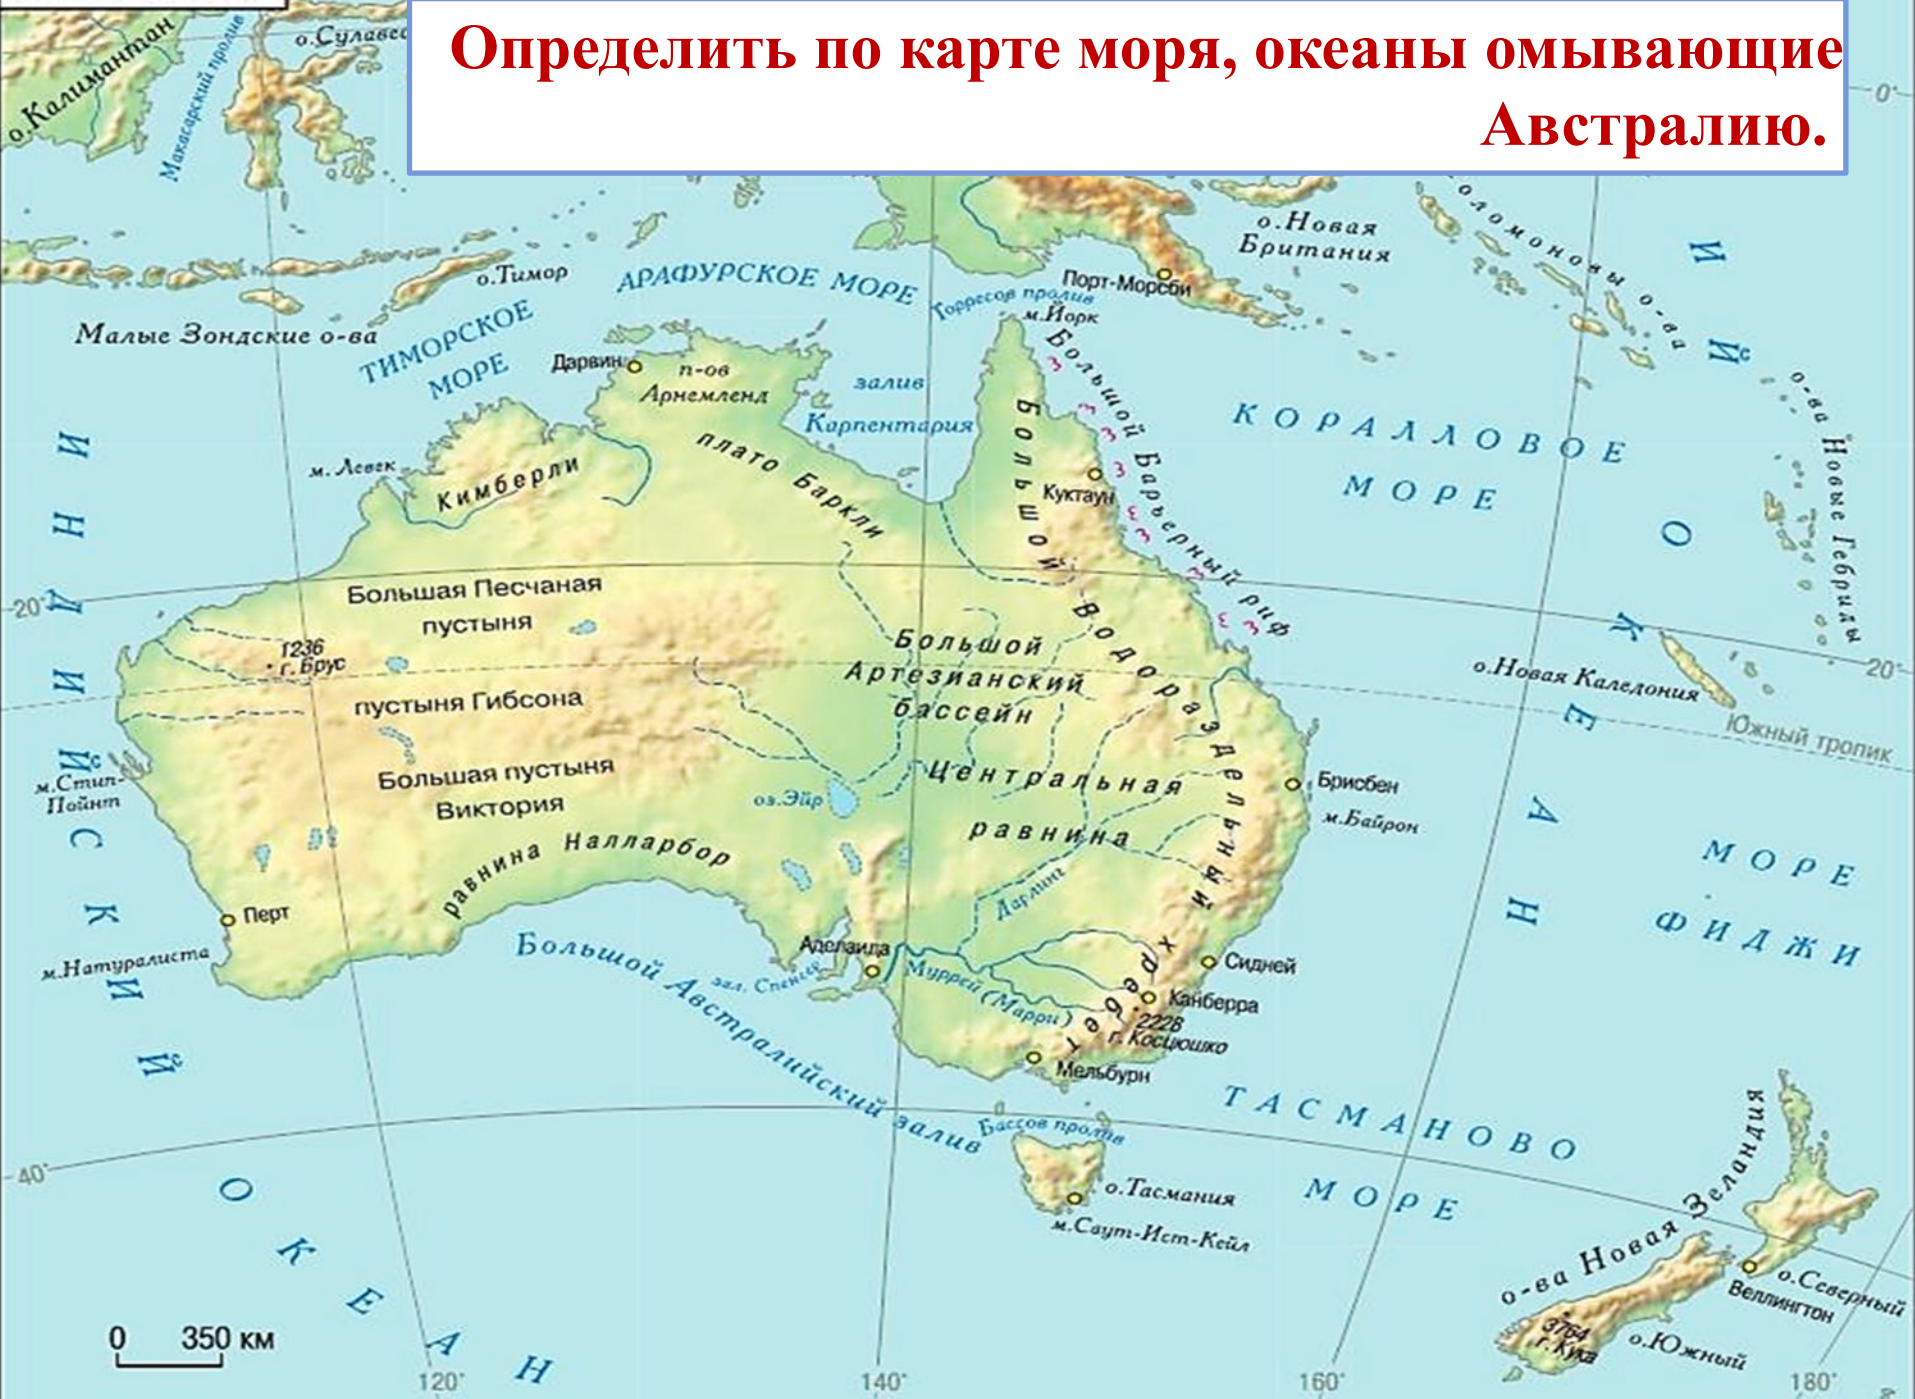 Определить по карте моря, океаны омывающие
Австралию.
о.Калимантан
Макасарский пролив
о.Сулавес
0°
о.Новая
Британия
Соломоновы о-ва
о.Тимор
АРАФУРСКОЕ МОРЕ
Порт-Морсби
Торресов пролив
м.Йорк
Малые Зондские о-ва
ТИМОРСКОЕ
МОРЕ
Дарвин
п-ов
Арнемленд
залив
Карпентария
Большой Барьерный риф
КОРАЛЛОВОЕ
МОРЕ
о-ва Новые Гебриды
м. Левек
Кимберли
плато Баркли
Куктаун
Большой Водораздельный хребет
ИНДИЙСКИЙ ОКЕАН
ИЙ ОКЕАН
20°
Большая Песчаная
пустыня
1236
г. Брус
Большой
Артезианский
бассейн
о.Новая Каледония
20°
Южный тропик
пустыня Гибсона
м.Стип-
Пойнт
Большая пустыня
Виктория
оз.Эйр
Центральная
равнина
Брисбен
м.Байрон
равнина Налларбор
Дарлинг
МОРЕ
ФИДЖИ
Перт
м.Натуралиста
Большой Австралийский залив
зал. Спенсер
Аделаида
Муррей (Марри)
Сидней
Канберра
2228
г. Косцюшко
Мельбурн
ТАСМАНОВО
МОРЕ
Бассов пролив
о.Тасмания
м.Саут-Ист-Кейп
о-ва Новая Зеландия
о.Северный
Веллингтон
3764
г. Кука
о.Южный
40°
0 350 км
120°
140°
160°
180°